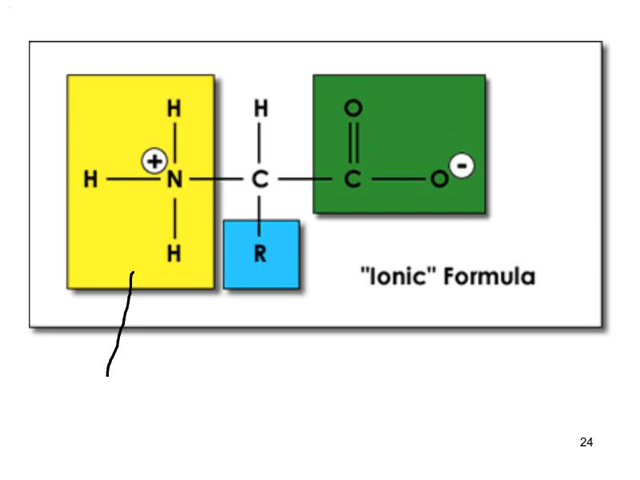 H H O
H + N C C O -
H R
"Ionic" Formula
24